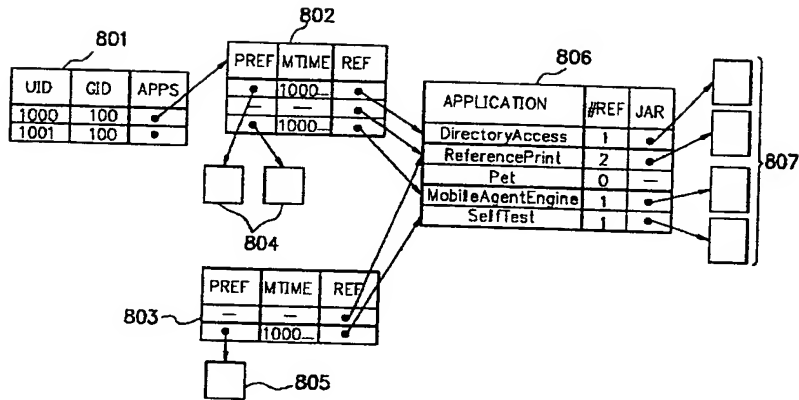 801
UID GID APPS
1000 100
1001 100
802
PREF MTIME REF
1000—
— —
1000—
804
806
APPLICATION #REF JAR
DirectoryAccess 1
ReferencePrint 2
Pet 0 —
MobileAgentEngine 1
SelfTest 1
807
803
PREF MTIME REF
— —
1000—
805